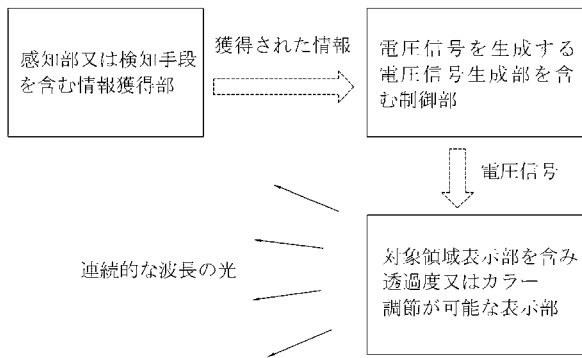 感知部又は検知手段
を含む情報獲得部
獲得された情報
電圧信号を生成する
電圧信号生成部を含
む制御部
電圧信号
連続的な波長の光
対象領域表示部を含み
透過度又はカラー
調節が可能な表示部